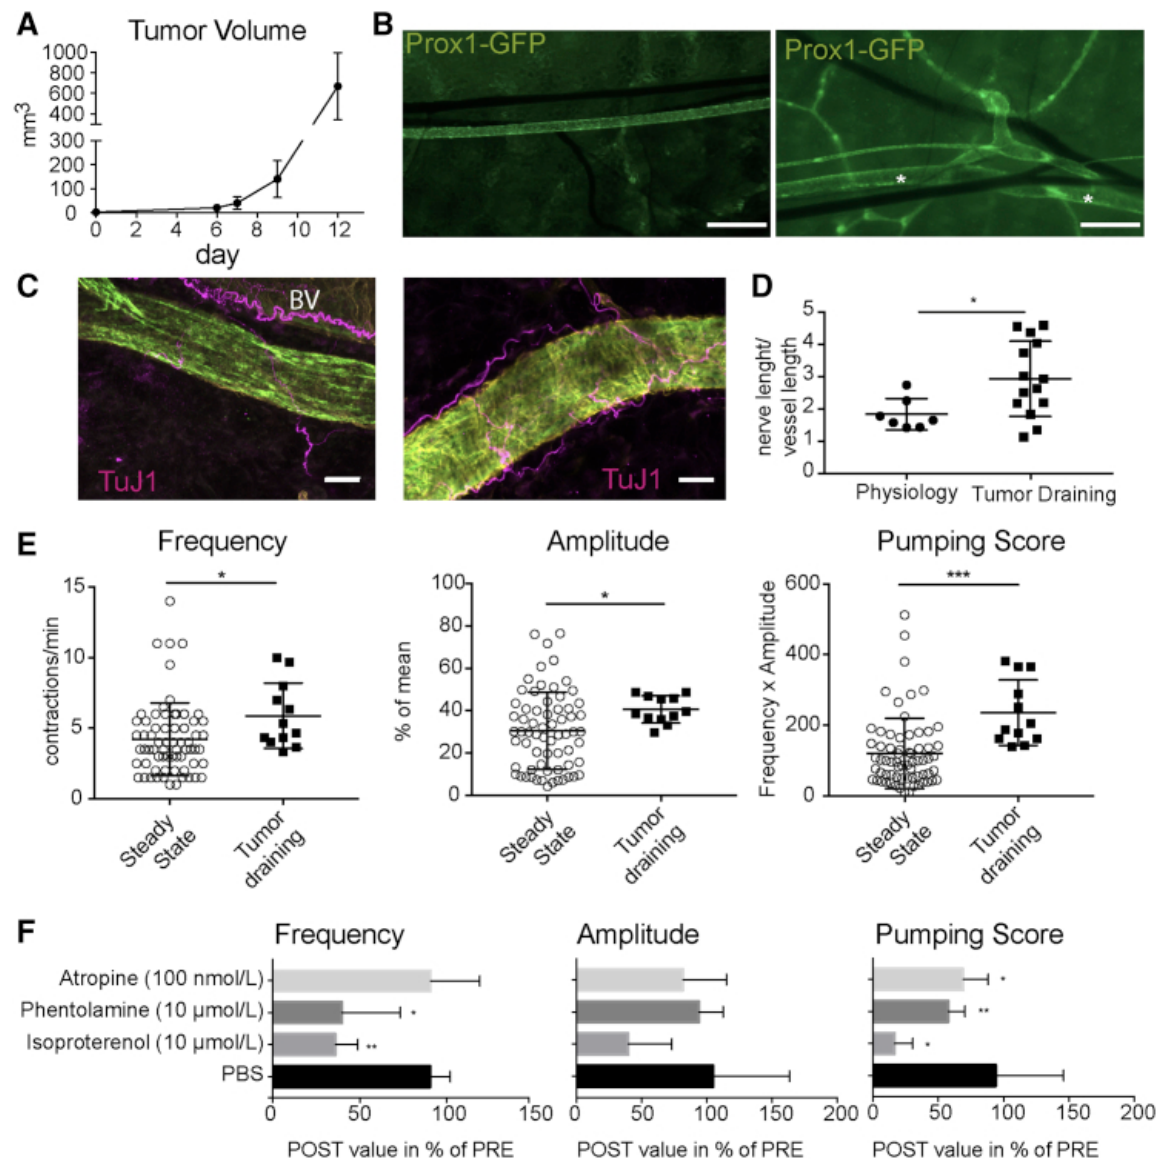 A
Tumor Volume
1000
800
600
400
300
200
100
0
mm3
0 2 4 6 8 10 12
day
B
Prox1-GFP
Prox1-GFP
*
*
C
BV
TuJ1
TuJ1
D
*
5
4
3
2
1
0
nerve lenght/
vessel length
Physiology
Tumor Draining
E
Frequency
*
15
10
5
0
contractions/min
Steady
State
Tumor
draining
Amplitude
*
100
80
60
40
20
0
% of mean
Steady
State
Tumor
draining
Pumping Score
***
600
400
200
0
Frequency x Amplitude
Steady
State
Tumor
draining
F
Frequency
Atropine (100 nmol/L)
Phentolamine (10 µmol/L)
*
Isoproterenol (10 µmol/L)
**
PBS
0 50 100 150
POST value in % of PRE
Amplitude
0 50 100 150 200
POST value in % of PRE
Pumping Score
*
**
*
0 50 100 150 200
POST value in % of PRE